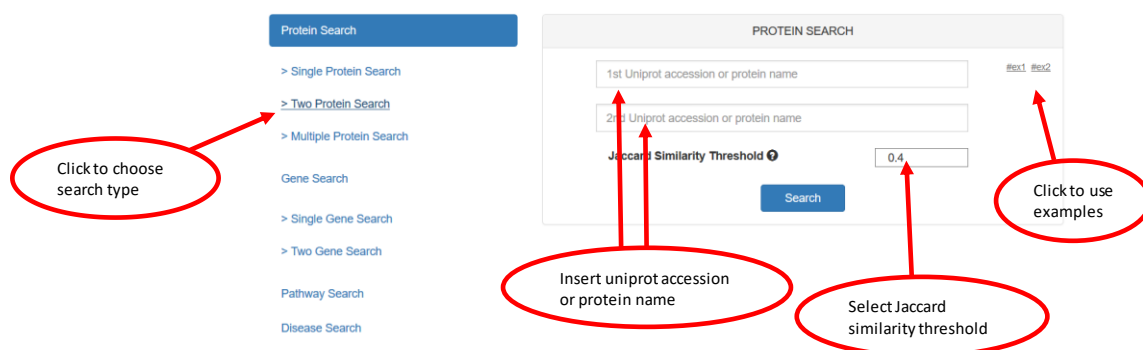 Protein Search
> Single Protein Search
> Two Protein Search
> Multiple Protein Search
Gene Search
> Single Gene Search
> Two Gene Search
Pathway Search
Disease Search
PROTEIN SEARCH
1st Uniprot accession or protein name
#ex1 #ex2
2nd Uniprot accession or protein name
Jaccard Similarity Threshold ?
0.4
Search
Click to choose
search type
Insert uniprot accession
or protein name
Select Jaccard
similarity threshold
Click to use
examples